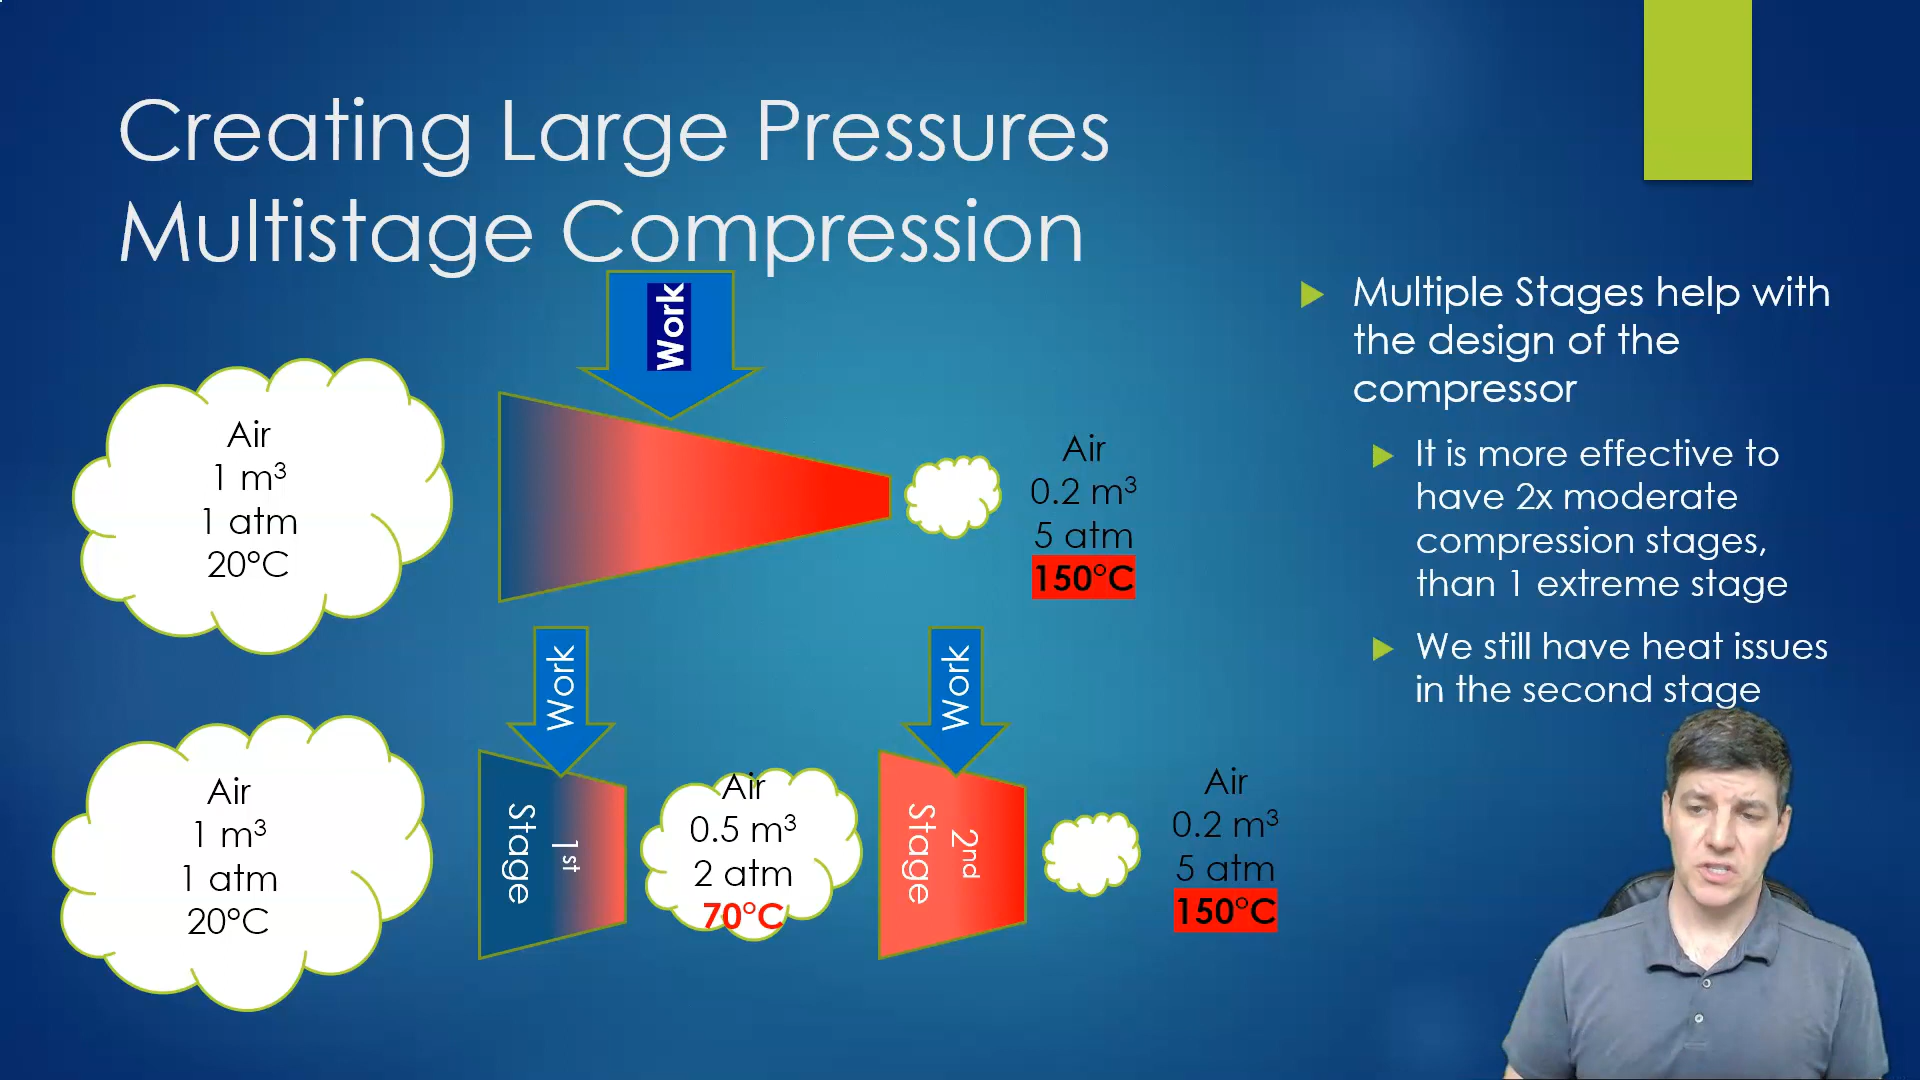 Creating Large Pressures
Multistage Compression
Work
Air
1 m³
1 atm
20°C
Air
0.2 m³
5 atm
150°C
Work
Work
Air
1 m³
1 atm
20°C
1st
Stage
Air
0.5 m³
2 atm
70°C
2nd
Stage
Air
0.2 m³
5 atm
150°C
Multiple Stages help with
the design of the
compressor
It is more effective to
have 2x moderate
compression stages,
than 1 extreme stage
We still have heat issues
in the second stage